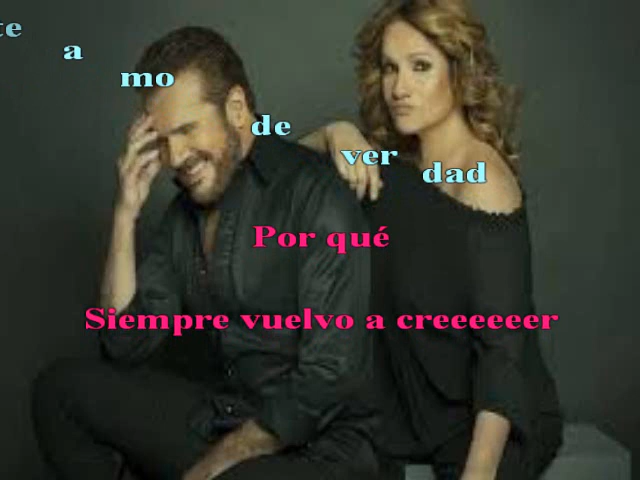 te
a
mo
de
ver
dad
Por qué
Siempre vuelvo a creeeeeer